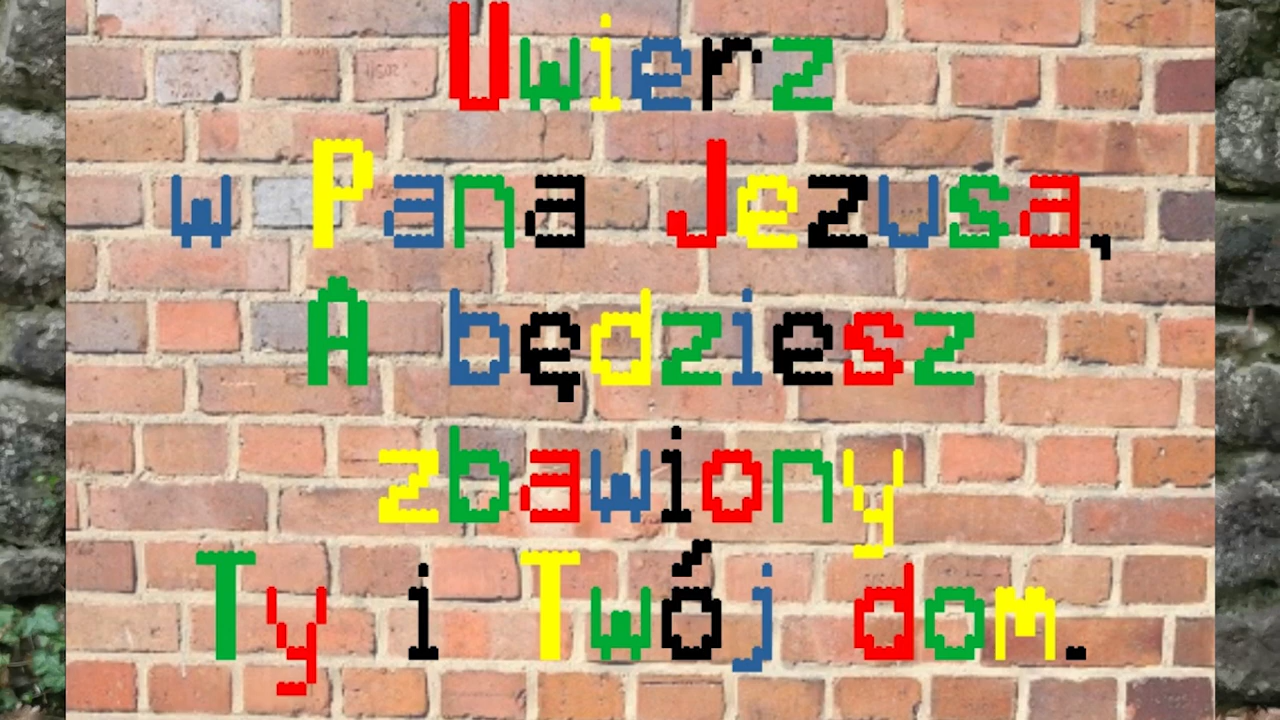 Uwierz
w Pana Jezusa,
A będziesz
zbawiony
Ty i Twój dom.